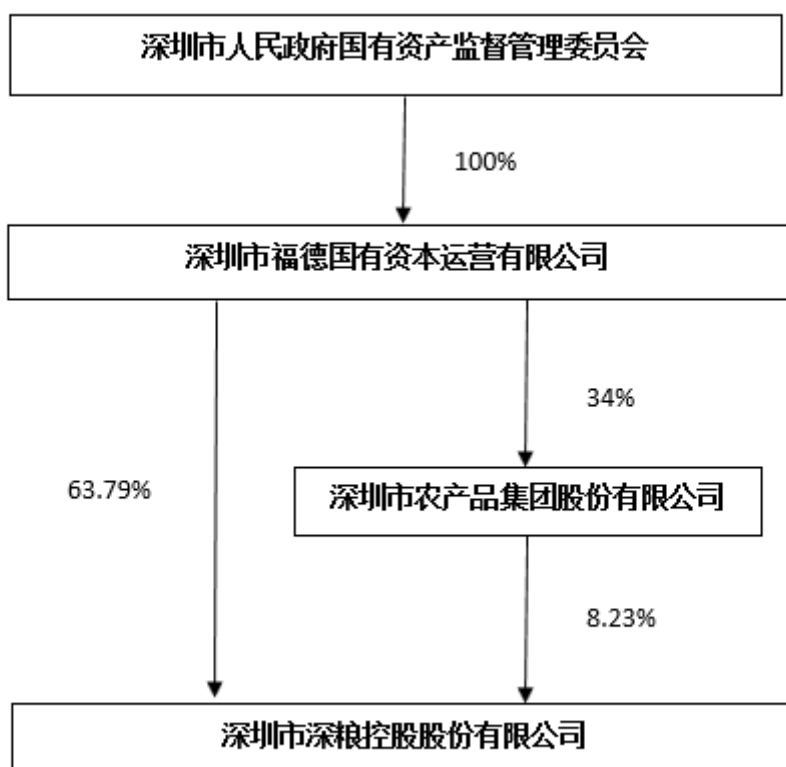 深圳市人民政府国有资产监督管理委员会
100%
深圳市福德国有资本运营有限公司
34%
63.79%
深圳市农产品集团股份有限公司
8.23%
深圳市深粮控股股份有限公司